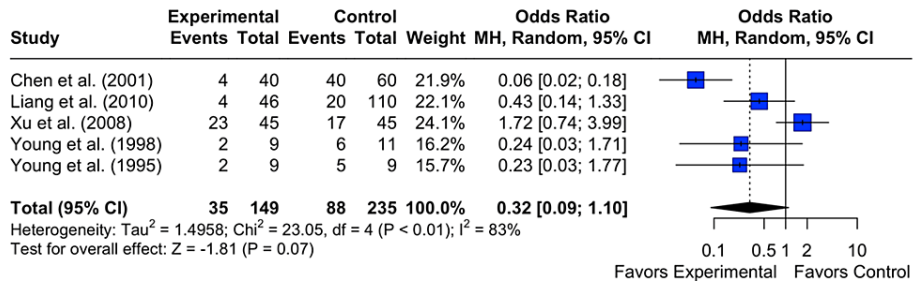 Experimental Control Odds Ratio Odds Ratio
Study Events Total Events Total Weight MH, Random, 95% CI MH, Random, 95% CI
Chen et al. (2001) 4 40 40 60 21.9% 0.06 [0.02; 0.18]
Liang et al. (2010) 4 46 20 110 22.1% 0.43 [0.14; 1.33]
Xu et al. (2008) 23 45 17 45 24.1% 1.72 [0.74; 3.99]
Young et al. (1998) 2 9 6 11 16.2% 0.24 [0.03; 1.71]
Young et al. (1995) 2 9 5 9 15.7% 0.23 [0.03; 1.77]
Total (95% CI) 35 149 88 235 100.0% 0.32 [0.09; 1.10]
Heterogeneity: Tau² = 1.4958; Chi² = 23.05, df = 4 (P < 0.01); I² = 83%
Test for overall effect: Z = -1.81 (P = 0.07)
0.1 0.5 1 2 10
Favors Experimental Favors Control